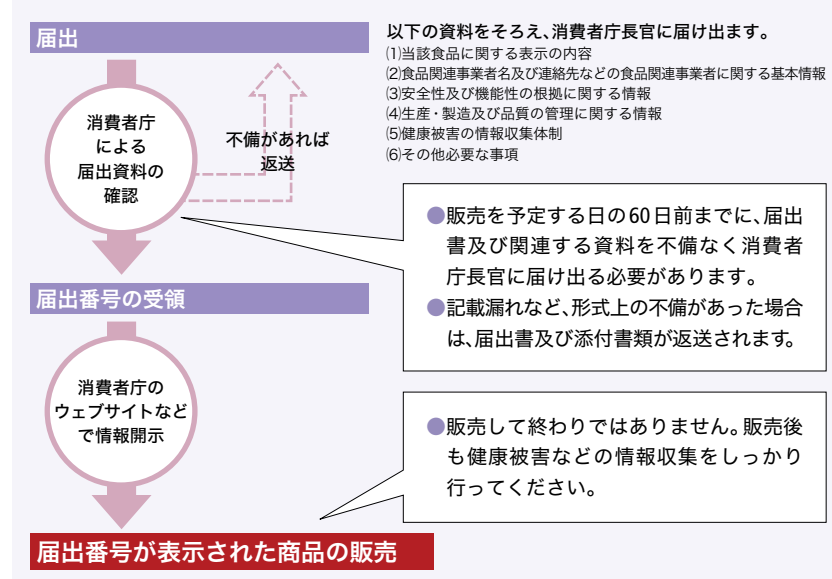 届出
以下の資料をそろえ、消費者庁長官に届け出ます。
⑴当該食品に関する表示の内容
⑵食品関連事業者名及び連絡先などの食品関連事業者に関する基本情報
⑶安全性及び機能性の根拠に関する情報
⑷生産・製造及び品質の管理に関する情報
⑸健康被害の情報収集体制
⑹その他必要な事項
消費者庁
による
届出資料の
確認
不備があれば
返送
●販売を予定する日の60日前までに、届出
書及び関連する資料を不備なく消費者
庁長官に届け出る必要があります。
●記載漏れなど、形式上の不備があった場合
は、届出書及び添付書類が返送されます。
届出番号の受領
消費者庁の
ウェブサイトなど
で情報開示
●販売して終わりではありません。販売後
も健康被害などの情報収集をしっかり
行ってください。
届出番号が表示された商品の販売